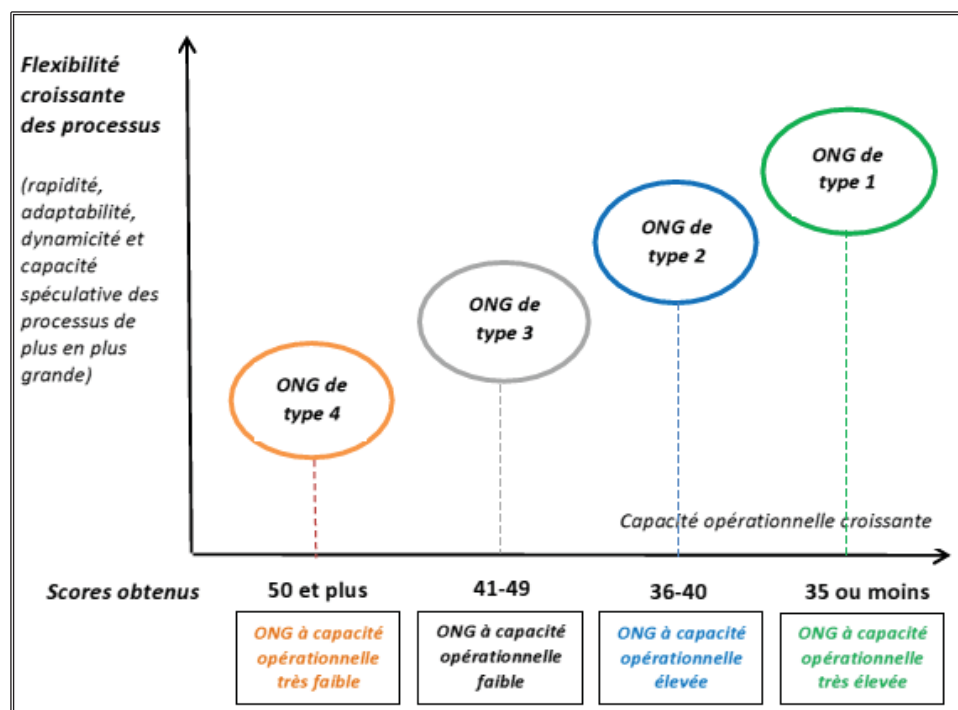 Flexibilité
croissante
des processus
(rapidité,
adaptabilité,
dynamicité et
capacité
spéculative des
processus de
plus en plus
grande)
ONG de
type 1
ONG de
type 2
ONG de
type 3
ONG de
type 4
Capacité opérationnelle croissante
Scores obtenus 50 et plus 41-49 36-40 35 ou moins
ONG à capacité
opérationnelle
très faible
ONG à capacité
opérationnelle
faible
ONG à capacité
opérationnelle
élevée
ONG à capacité
opérationnelle
très élevée